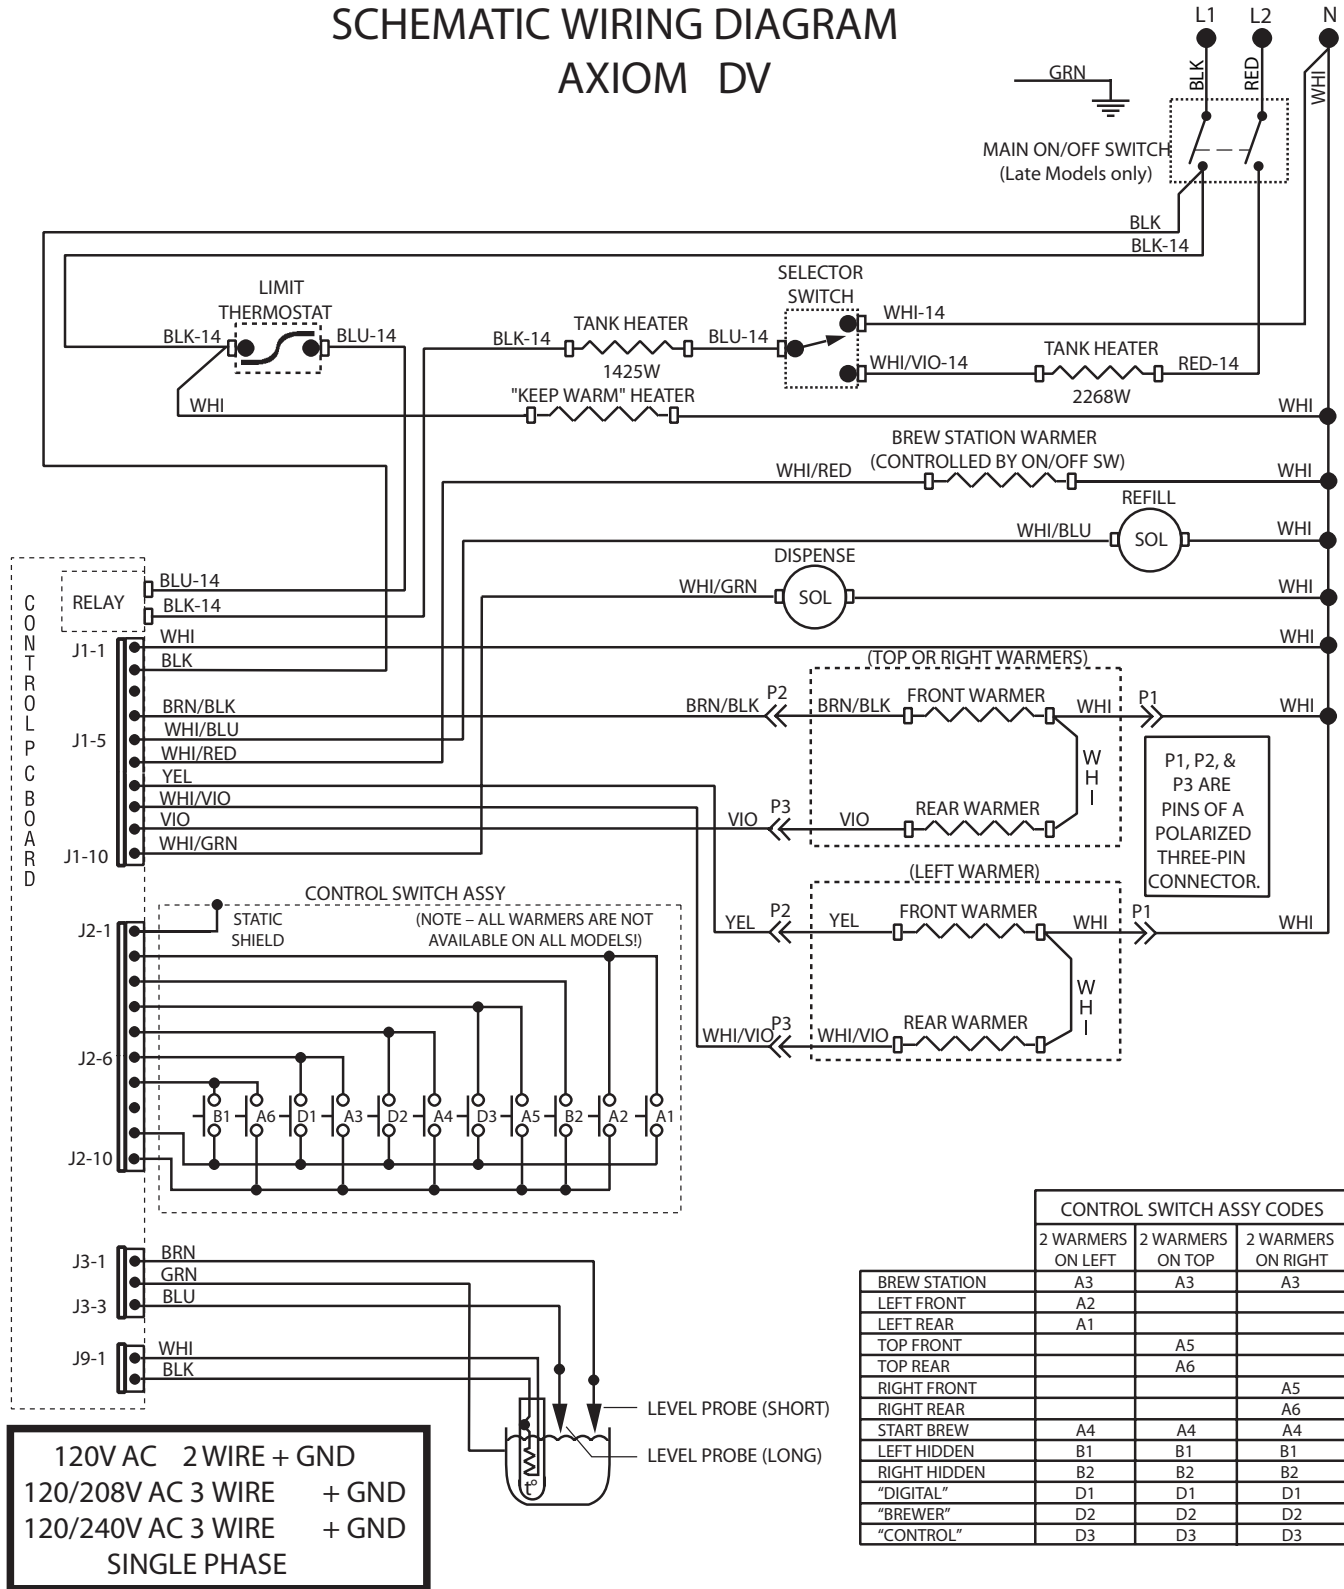 SCHEMATIC WIRING DIAGRAM
AXIOM DV
L1 L2 N
GRN
BLK
RED
WHI
MAIN ON/OFF SWITCH
(Late Models only)
BLK
BLK-14
LIMIT
THERMOSTAT
BLK-14
BLU-14
WHI
SELECTOR
SWITCH
BLK-14
TANK HEATER
1425W
BLU-14
WHI-14
WHI/VIO-14
TANK HEATER
2268W
RED-14
"KEEP WARM" HEATER
WHI
BREW STATION WARMER
(CONTROLLED BY ON/OFF SW)
WHI/RED
WHI
REFILL
WHI/BLU
SOL
WHI
DISPENSE
WHI/GRN
SOL
WHI
CONTROL P C BOARD
RELAY
BLU-14
BLK-14
J1-1
WHI
WHI
BLK
BRN/BLK
J1-5
WHI/BLU
WHI/RED
YEL
WHI/VIO
VIO
J1-10
WHI/GRN
(TOP OR RIGHT WARMERS)
BRN/BLK
P2
BRN/BLK
FRONT WARMER
WHI
P1
WHI
WHI
VIO
P3
VIO
REAR WARMER
P1, P2, &
P3 ARE
PINS OF A
POLARIZED
THREE-PIN
CONNECTOR.
(LEFT WARMER)
YEL
P2
YEL
FRONT WARMER
WHI
P1
WHI
WHI
WHI/VIO
P3
WHI/VIO
REAR WARMER
CONTROL SWITCH ASSY
STATIC
SHIELD
(NOTE – ALL WARMERS ARE NOT
AVAILABLE ON ALL MODELS!)
J2-1
J2-6
J2-10
B1 A6 D1 A3 D2 A4 D3 A5 B2 A2 A1
J3-1
BRN
GRN
J3-3
BLU
J9-1
WHI
BLK
LEVEL PROBE (SHORT)
LEVEL PROBE (LONG)
t°
120V AC 2 WIRE + GND
120/208V AC 3 WIRE + GND
120/240V AC 3 WIRE + GND
SINGLE PHASE
CONTROL SWITCH ASSY CODES
2 WARMERS ON LEFT 2 WARMERS ON TOP 2 WARMERS ON RIGHT
BREW STATION A3 A3 A3
LEFT FRONT A2
LEFT REAR A1
TOP FRONT A5
TOP REAR A6
RIGHT FRONT A5
RIGHT REAR A6
START BREW A4 A4 A4
LEFT HIDDEN B1 B1 B1
RIGHT HIDDEN B2 B2 B2
“DIGITAL” D1 D1 D1
“BREWER” D2 D2 D2
“CONTROL” D3 D3 D3